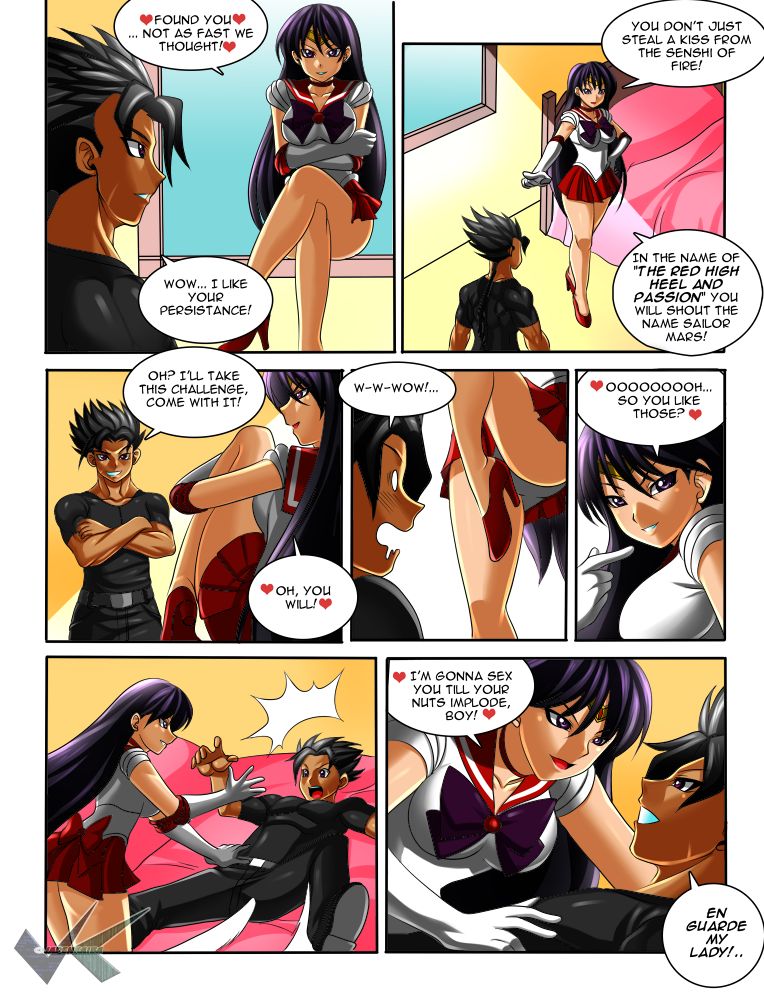 FOUND YOU
... NOT AS FAST WE
THOUGHT!
WOW... I LIKE
YOUR
PERSISTANCE!
YOU DON'T JUST
STEAL A KISS FROM
THE SENSHI OF
FIRE!
IN THE NAME OF
"THE RED HIGH
HEEL AND
PASSION" YOU
WILL SHOUT THE
NAME SAILOR
MARS!
OH? I'LL TAKE
THIS CHALLENGE,
COME WITH IT!
OH, YOU
WILL!
W-W-WOW!...
OOOOOOOOH...
SO YOU LIKE
THOSE?
I'M GONNA SEX
YOU TILL YOUR
NUTS IMPLODE,
BOY!
EN
GUARDE
MY
LADY!..